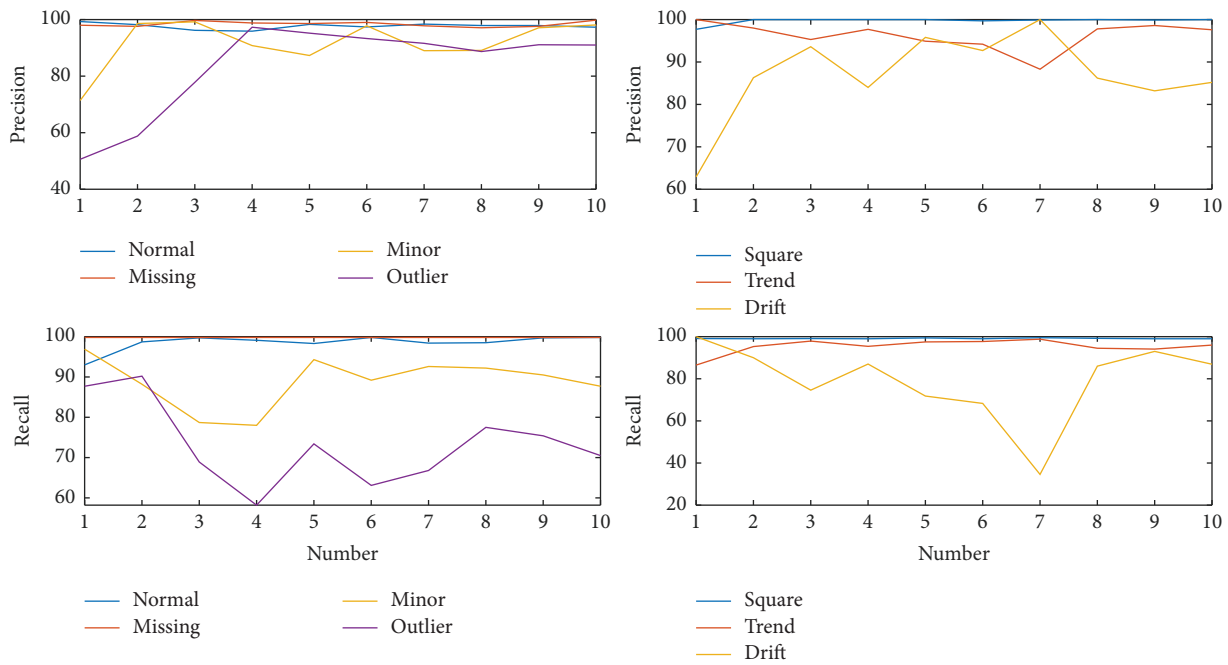 Precision
100
80
60
40
1 2 3 4 5 6 7 8 9 10
Normal
Missing
Minor
Outlier
Precision
100
90
80
70
60
1 2 3 4 5 6 7 8 9 10
Square
Trend
Drift
Recall
100
90
80
70
60
1 2 3 4 5 6 7 8 9 10
Number
Normal
Missing
Minor
Outlier
Recall
100
80
60
40
20
1 2 3 4 5 6 7 8 9 10
Number
Square
Trend
Drift